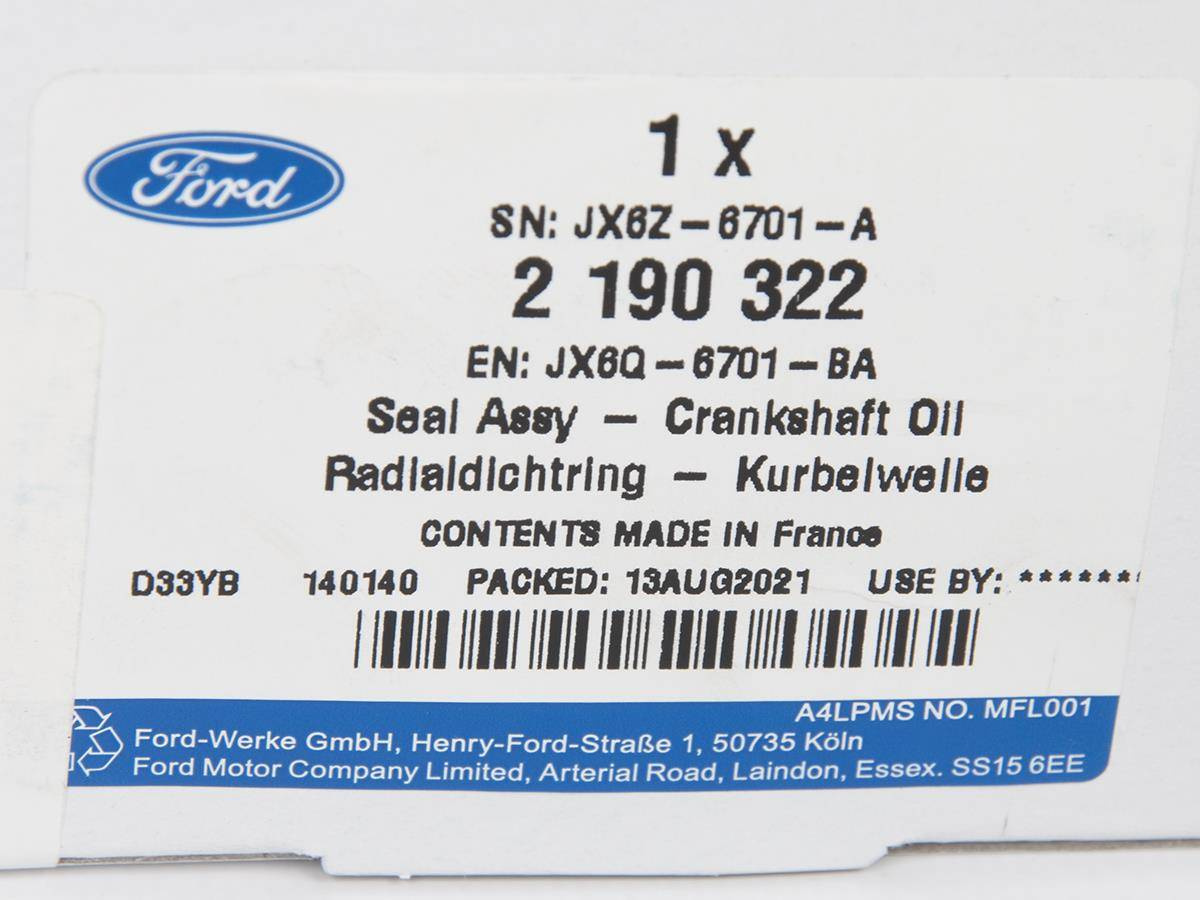 Ford
1 x
SN: JX6Z-6701-A
2 190 322
EN: JX6Q-6701-BA
Seal Assy - Crankshaft Oil
Radialdichtring - Kurbelwelle
CONTENTS MADE IN France
D33YB 140140 PACKED: 13AUG2021 USE BY: *******
A4LPMS NO. MFL001
Ford-Werke GmbH, Henry-Ford-Straße 1, 50735 Köln
Ford Motor Company Limited, Arterial Road, Laindon, Essex. SS15 6EE